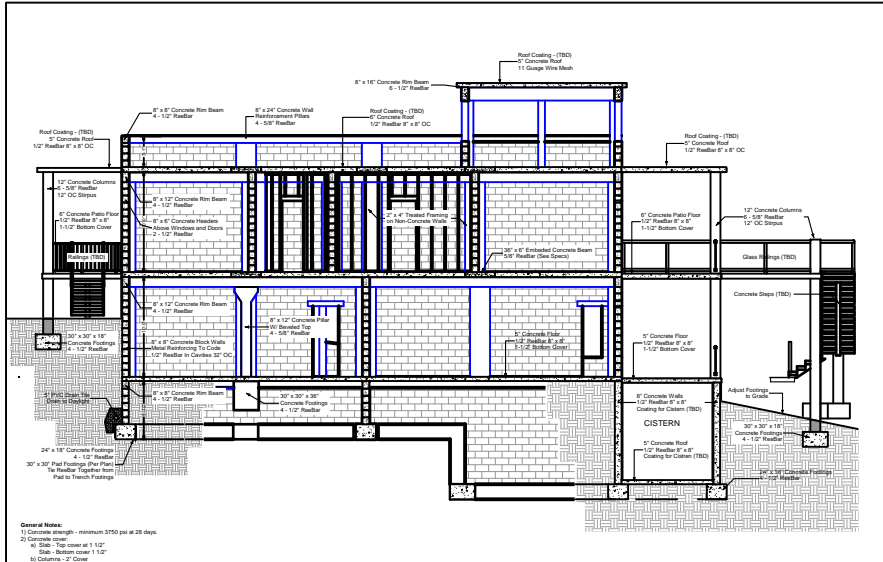 Roof Coating - (TBD)
5" Concrete Roof
11 Guage Wire Mesh
8" x 16" Concrete Rim Beam
6 - 1/2" ReeBar
8" x 8" Concrete Rim Beam
4 - 1/2" ReeBar
8" x 24" Concrete Wall
Reinforcement Pillars
4 - 5/8" ReeBar
Roof Coating - (TBD)
6" Concrete Roof
1/2" ReeBar 8" x 8" OC
Roof Coating - (TBD)
5" Concrete Roof
1/2" ReeBar 8" x 8" OC
Roof Coating - (TBD)
5" Concrete Roof
1/2" ReeBar 8" x 8" OC
12" Concrete Columns
6 - 5/8" ReeBar
12" OC Stirpus
6" Concrete Patio Floor
1/2" ReeBar 8" x 8"
1-1/2" Bottom Cover
Railings (TBD)
8" x 12" Concrete Rim Beam
4 - 1/2" ReeBar
8" x 6" Concrete Headers
Above Windows and Doors
2 - 1/2" ReeBar
2" x 4" Treated Framing
on Non-Concrete Walls
36" x 6" Embeded Concrete Beam
5/8" ReeBar (See Specs)
6" Concrete Patio Floor
1/2" ReeBar 8" x 8"
1-1/2" Bottom Cover
12" Concrete Columns
6 - 5/8" ReeBar
12" OC Stirpus
Glass Railings (TBD)
Concrete Steps (TBD)
8" x 12" Concrete Rim Beam
4 - 1/2" ReeBar
8" x 12" Concrete Pillar
W/ Beveled Top
4 - 5/8" ReeBar
30" x 30" x 18"
Concrete Footings
4 - 1/2" ReeBar
8" x 8" Concrete Block Walls
Metal Reinforcing To Code
1/2" ReeBar In Cavities 32" OC
5" Concrete Floor
1/2" ReeBar 8" x 8"
1-1/2" Bottom Cover
5" Concrete Floor
1/2" ReeBar 8" x 8"
1-1/2" Bottom Cover
5" PVC Drain Tile
Drain to Daylight
8" x 8" Concrete Rim Beam
4 - 1/2" ReeBar
30" x 30" x 36"
Concrete Footings
4 - 1/2" ReeBar
8" Concrete Walls
1/2" ReeBar 8" x 8"
Coating for Cistern (TBD)
CISTERN
Adjust Footings
to Grade
30" x 30" x 18"
Concrete Footings
4 - 1/2" ReeBar
24" x 18" Concrete Footings
4 - 1/2" ReeBar
30" x 30" Pad Footings (Per Plan)
Tie ReeBar Together from
Pad to Trench Footings
5" Concrete Roof
1/2" ReeBar 8" x 8"
Coating for Cistren (TBD)
24" x 18" Concrete Footings
4 - 1/2" ReeBar
General Notes:
1) Concrete strength - minimum 3750 psi at 28 days.
2) Concrete cover:
a) Slab - Top cover at 1 1/2"
Slab - Bottom cover 1 1/2"
b) Columns - 2" Cover